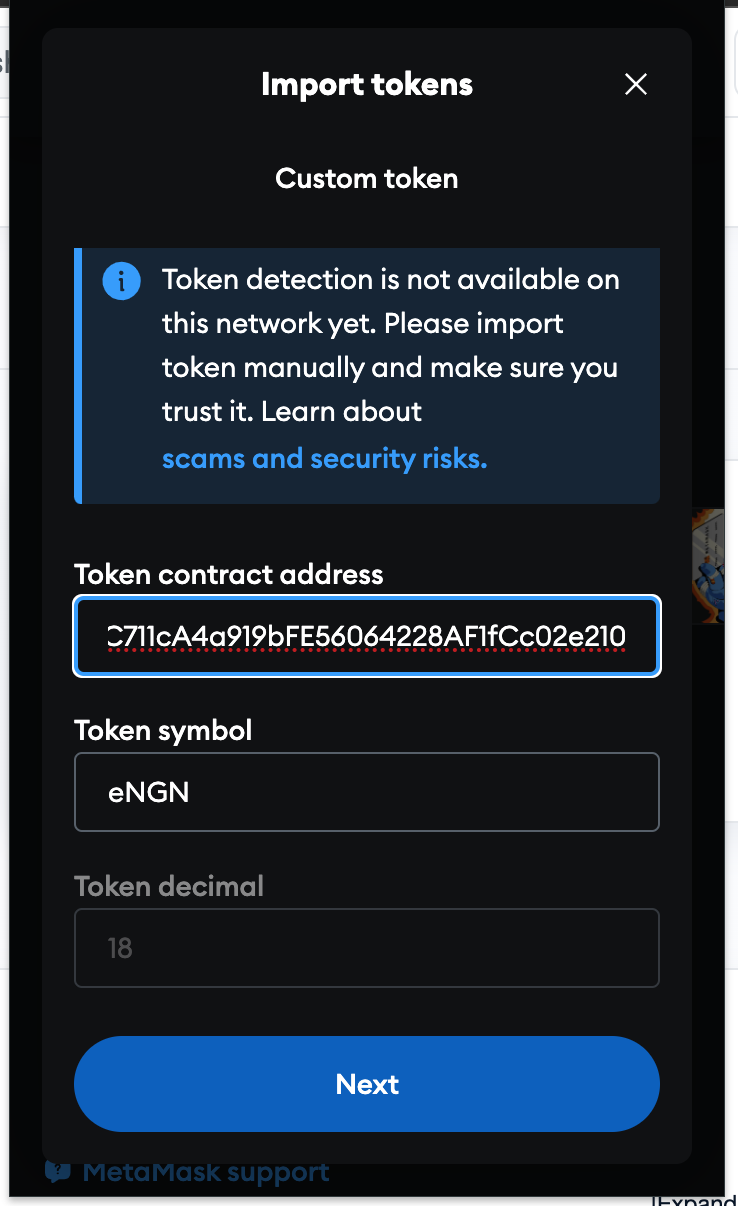 Import tokens
Custom token
Token detection is not available on
this network yet. Please import
token manually and make sure you
trust it. Learn about
scams and security risks.
Token contract address
C711cA4a919bFE56064228AF1fCc02e210
Token symbol
eNGN
Token decimal
18
Next
MetaMask support
[Expand